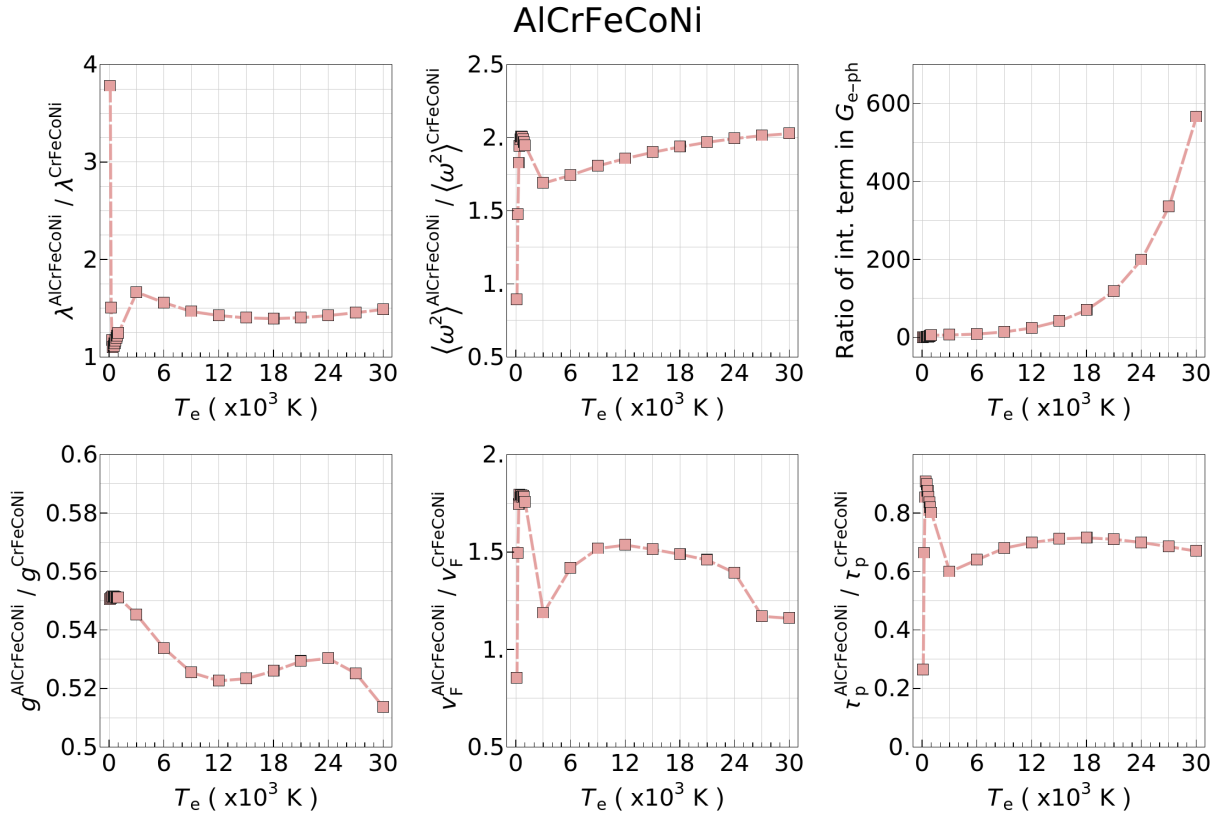 AlCrFeCoNi
λ^AlCrFeCoNi / λ^CrFeCoNi
4
3
2
1
0 6 12 18 24 30
T_e ( x10^3 K )
⟨ω^2⟩^AlCrFeCoNi / ⟨ω^2⟩^CrFeCoNi
2.5
2.0
1.5
1.
0.5
0 6 12 18 24 30
T_e ( x10^3 K )
Ratio of int. term in G_e−ph
600
400
200
0
0 6 12 18 24 30
T_e ( x10^3 K )
g^AlCrFeCoNi / g^CrFeCoNi
0.6
0.58
0.56
0.54
0.52
0.5
0 6 12 18 24 30
T_e ( x10^3 K )
v_F^AlCrFeCoNi / v_F^CrFeCoNi
2.
1.5
1.
0.5
0 6 12 18 24 30
T_e ( x10^3 K )
τ_p^AlCrFeCoNi / τ_p^CrFeCoNi
0.8
0.6
0.4
0.2
0.
0 6 12 18 24 30
T_e ( x10^3 K )